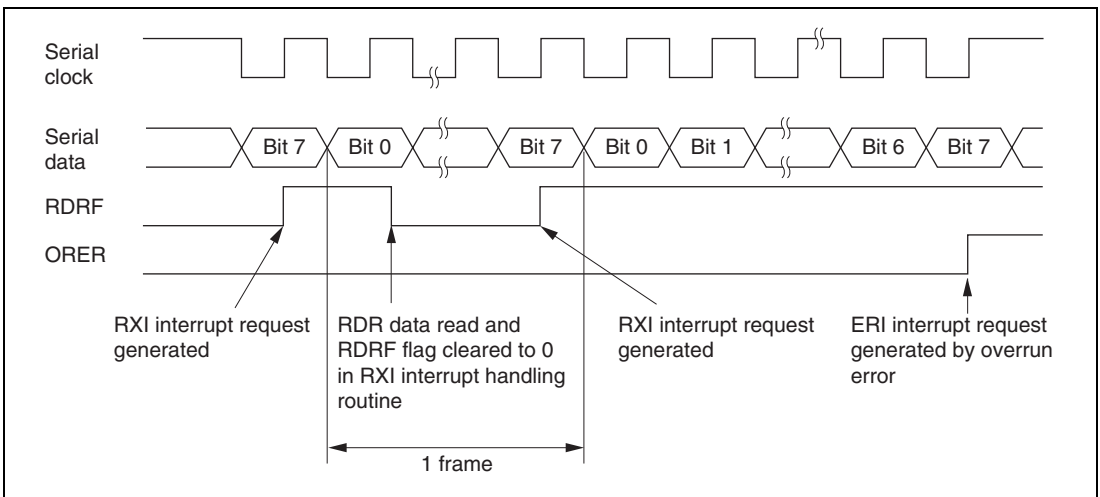 Serial
clock
Serial
data
Bit 7
Bit 0
Bit 7
Bit 0
Bit 1
Bit 6
Bit 7
RDRF
ORER
RXI interrupt request
generated
RDR data read and
RDRF flag cleared to 0
in RXI interrupt handling
routine
RXI interrupt request
generated
ERI interrupt request
generated by overrun
error
1 frame